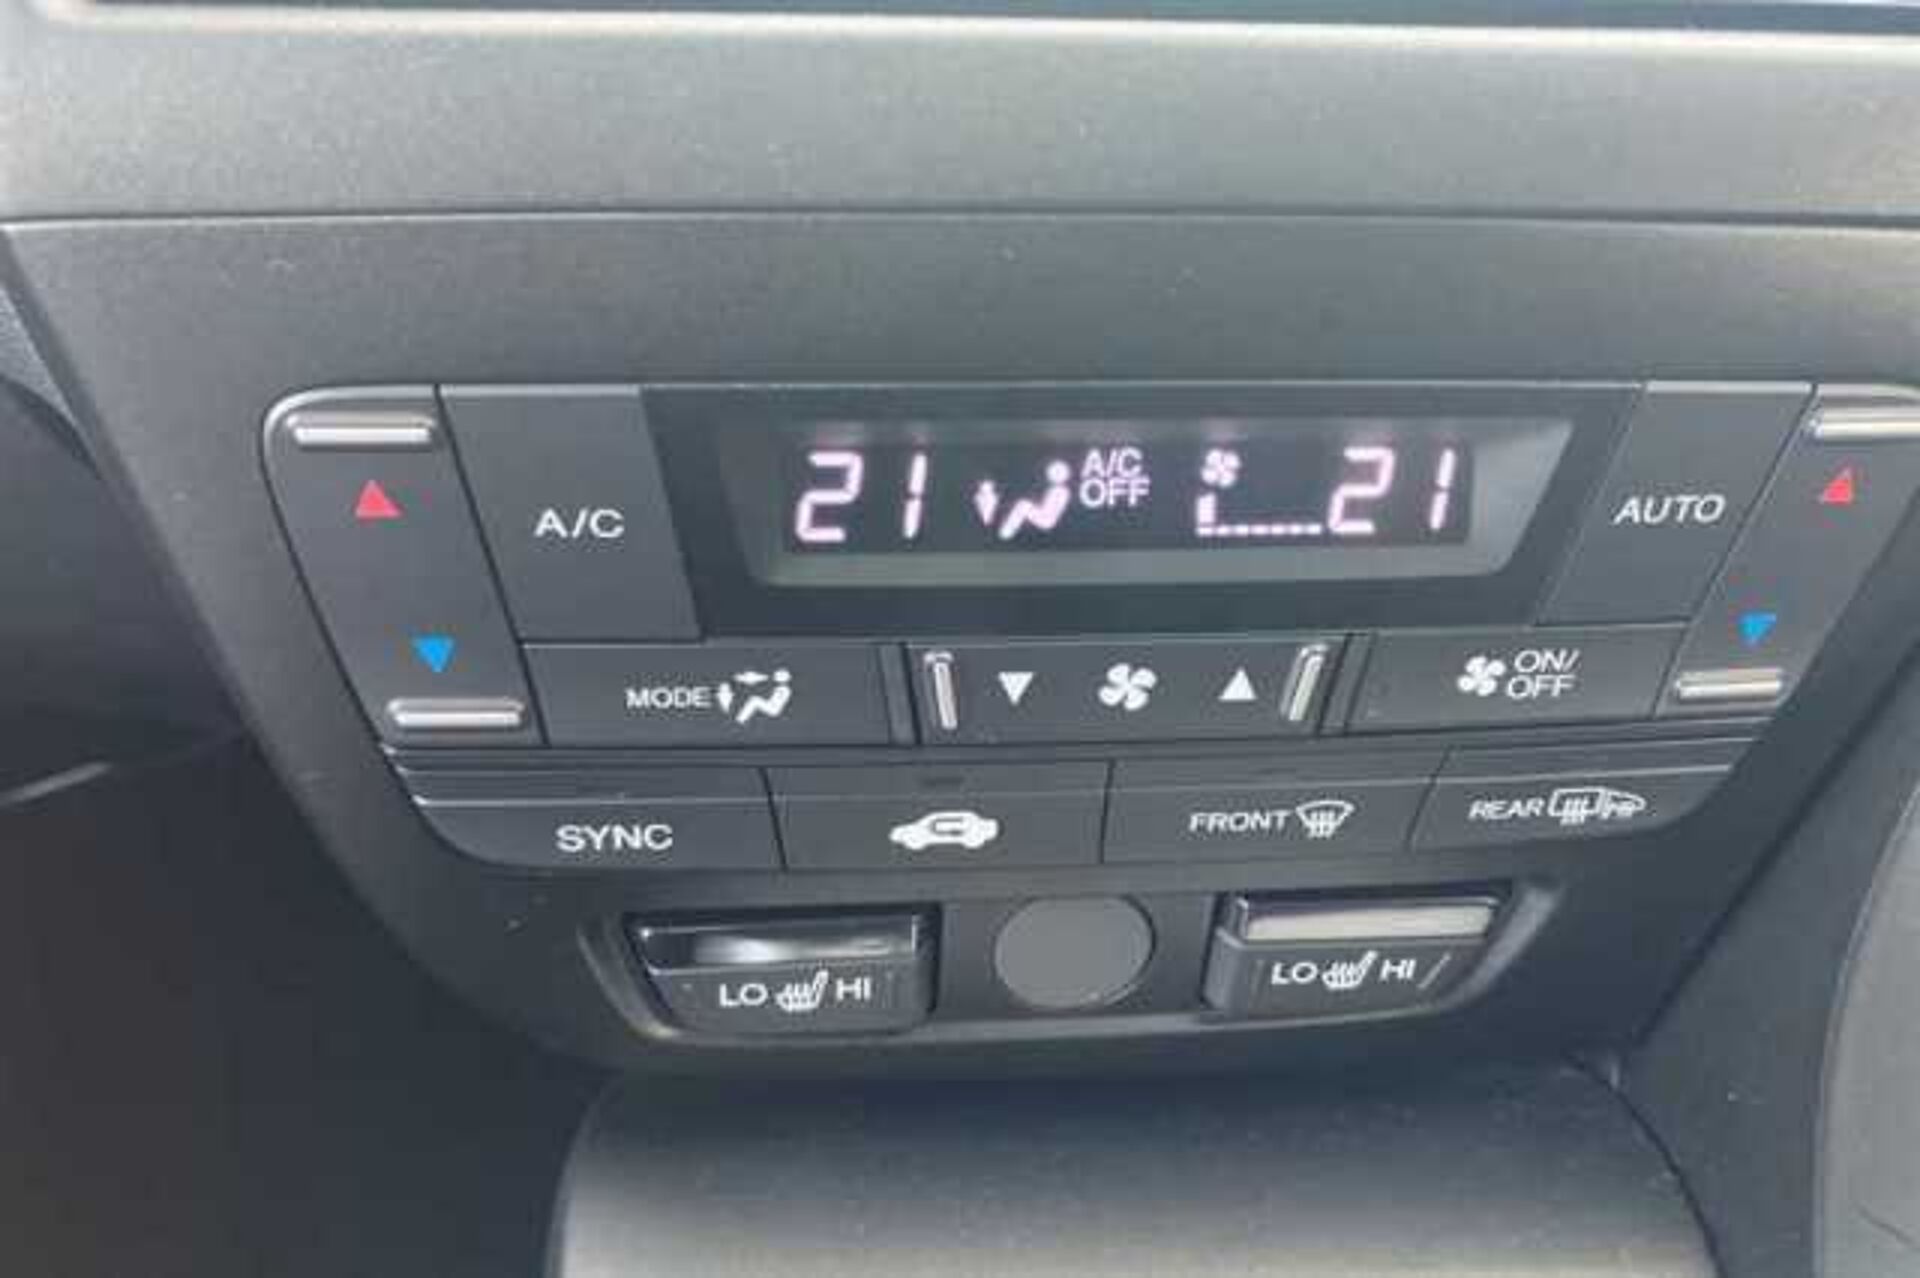 21 A/C OFF 21
A/C
AUTO
MODE
ON/
OFF
SYNC
FRONT
REAR
LO HI
LO HI